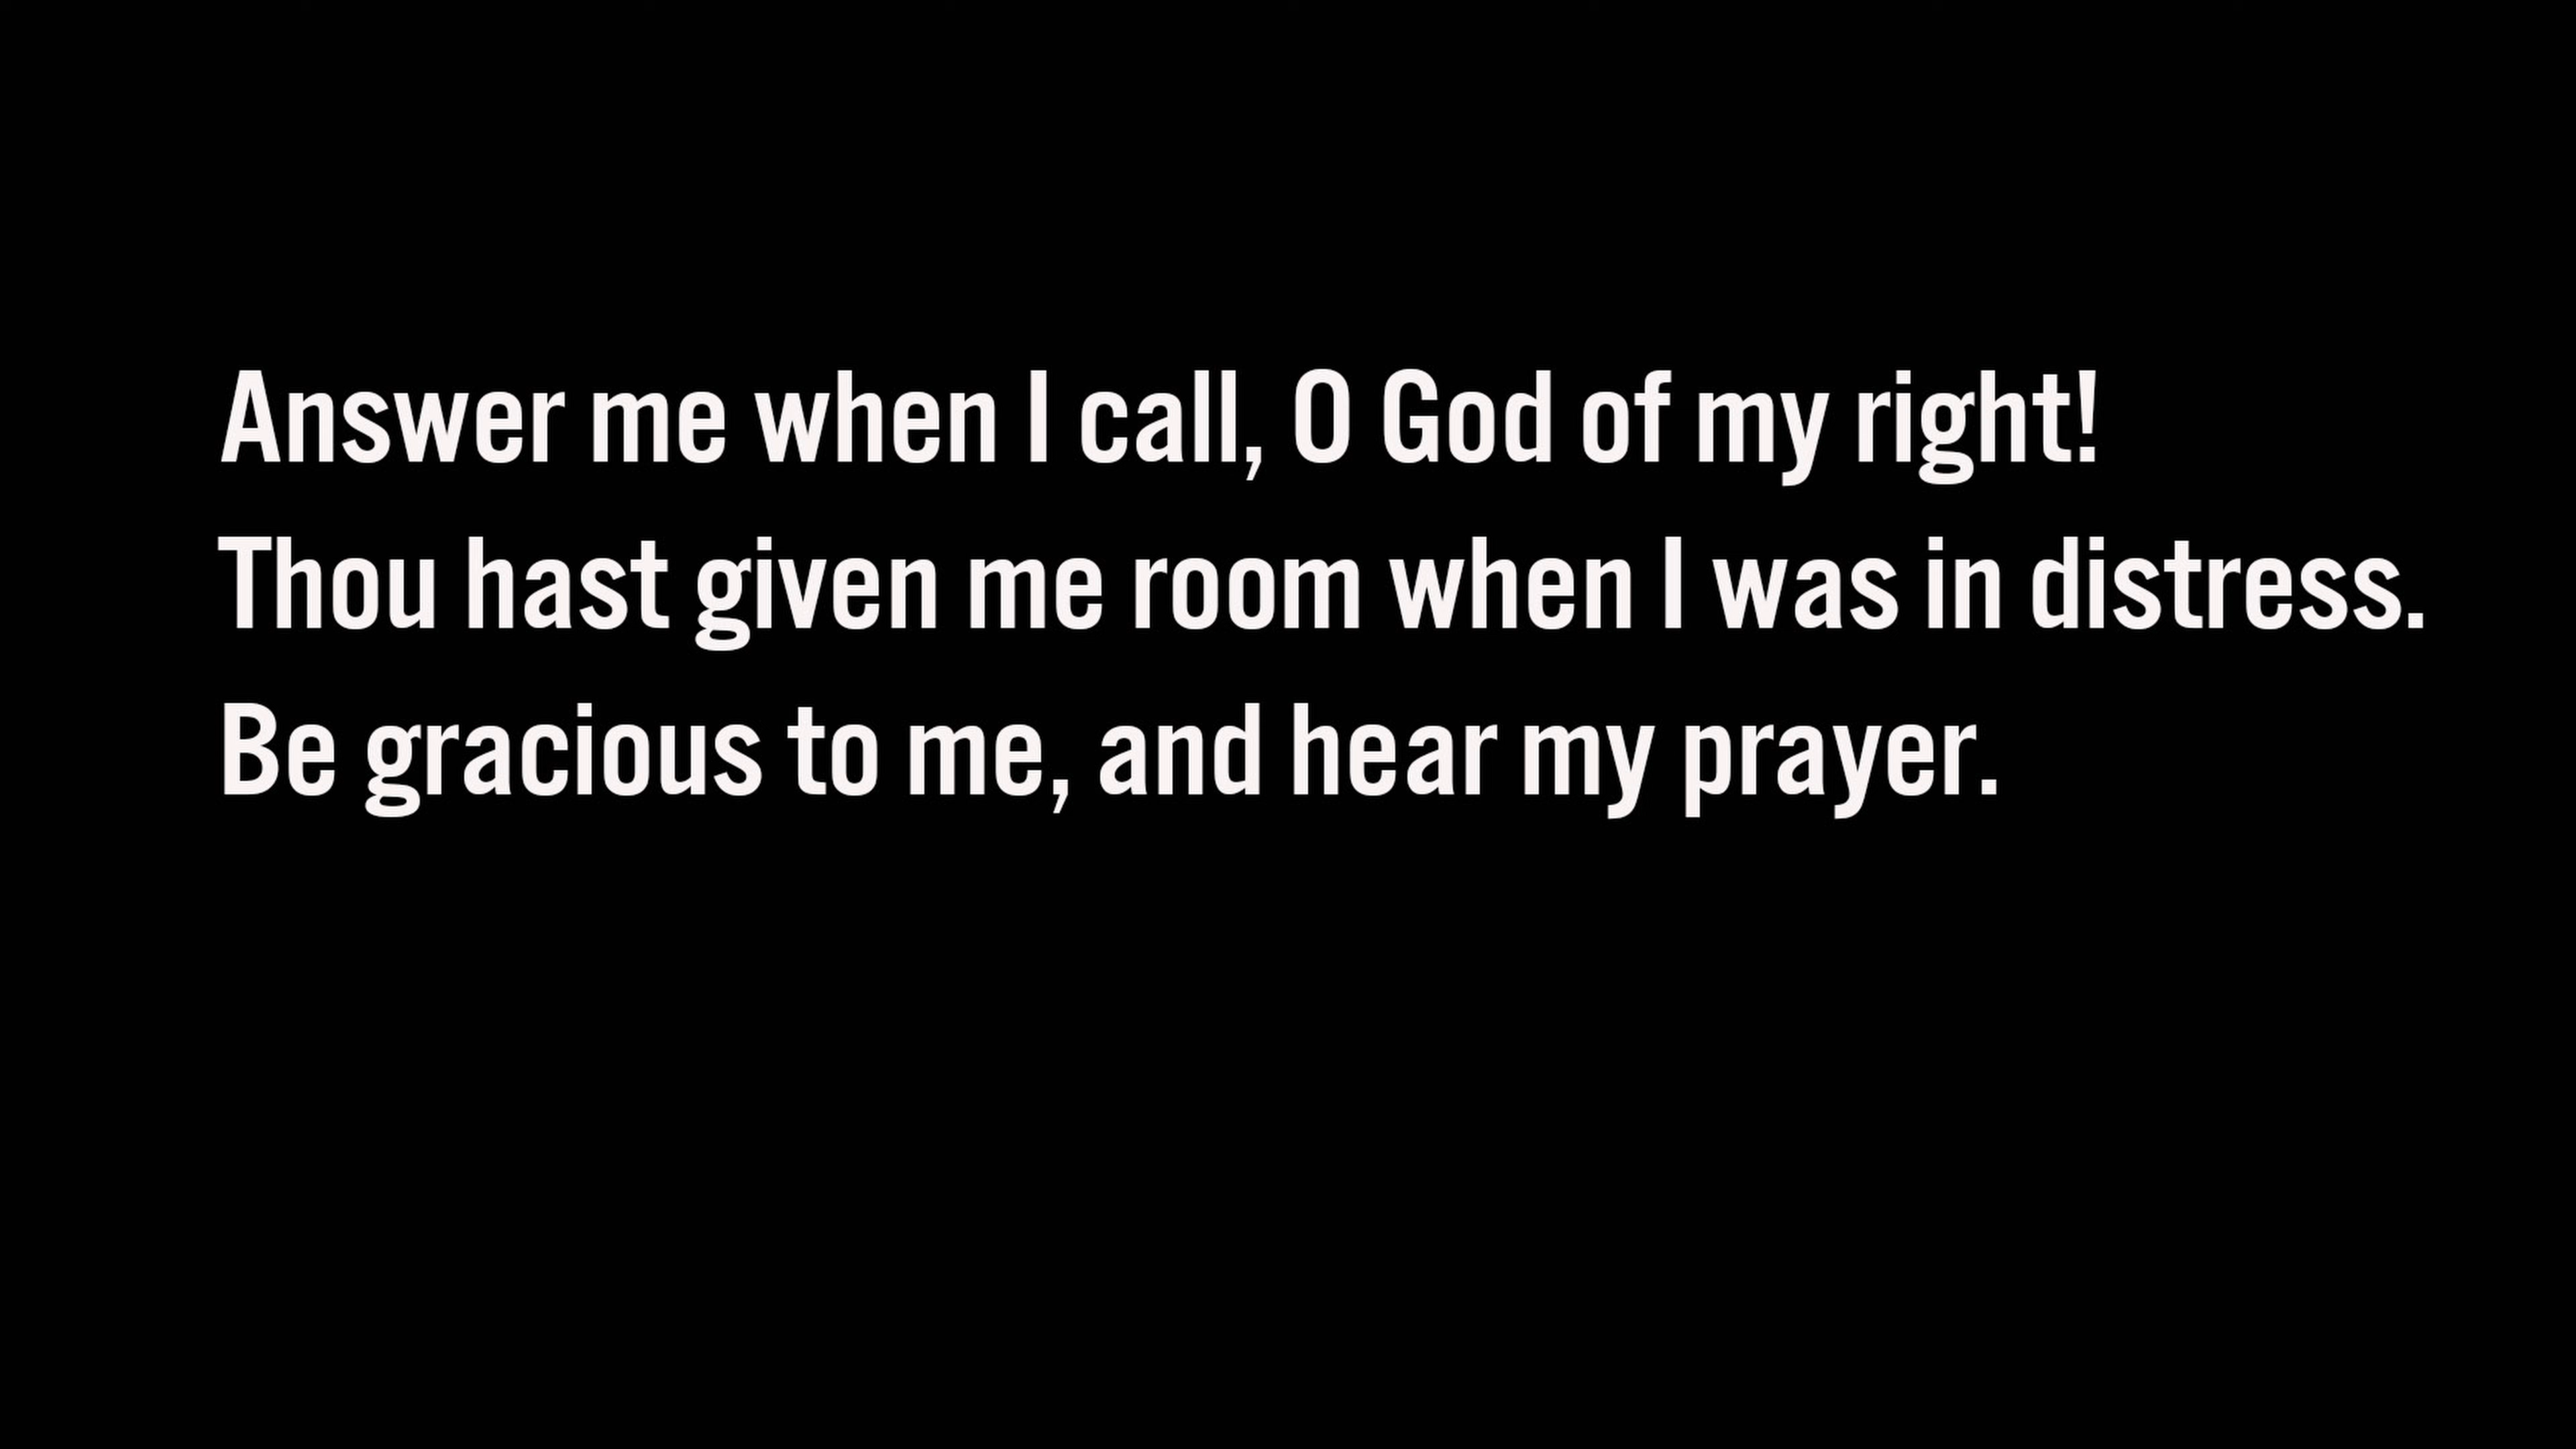 Answer me when I call, O God of my right!
Thou hast given me room when I was in distress.
Be gracious to me, and hear my prayer.